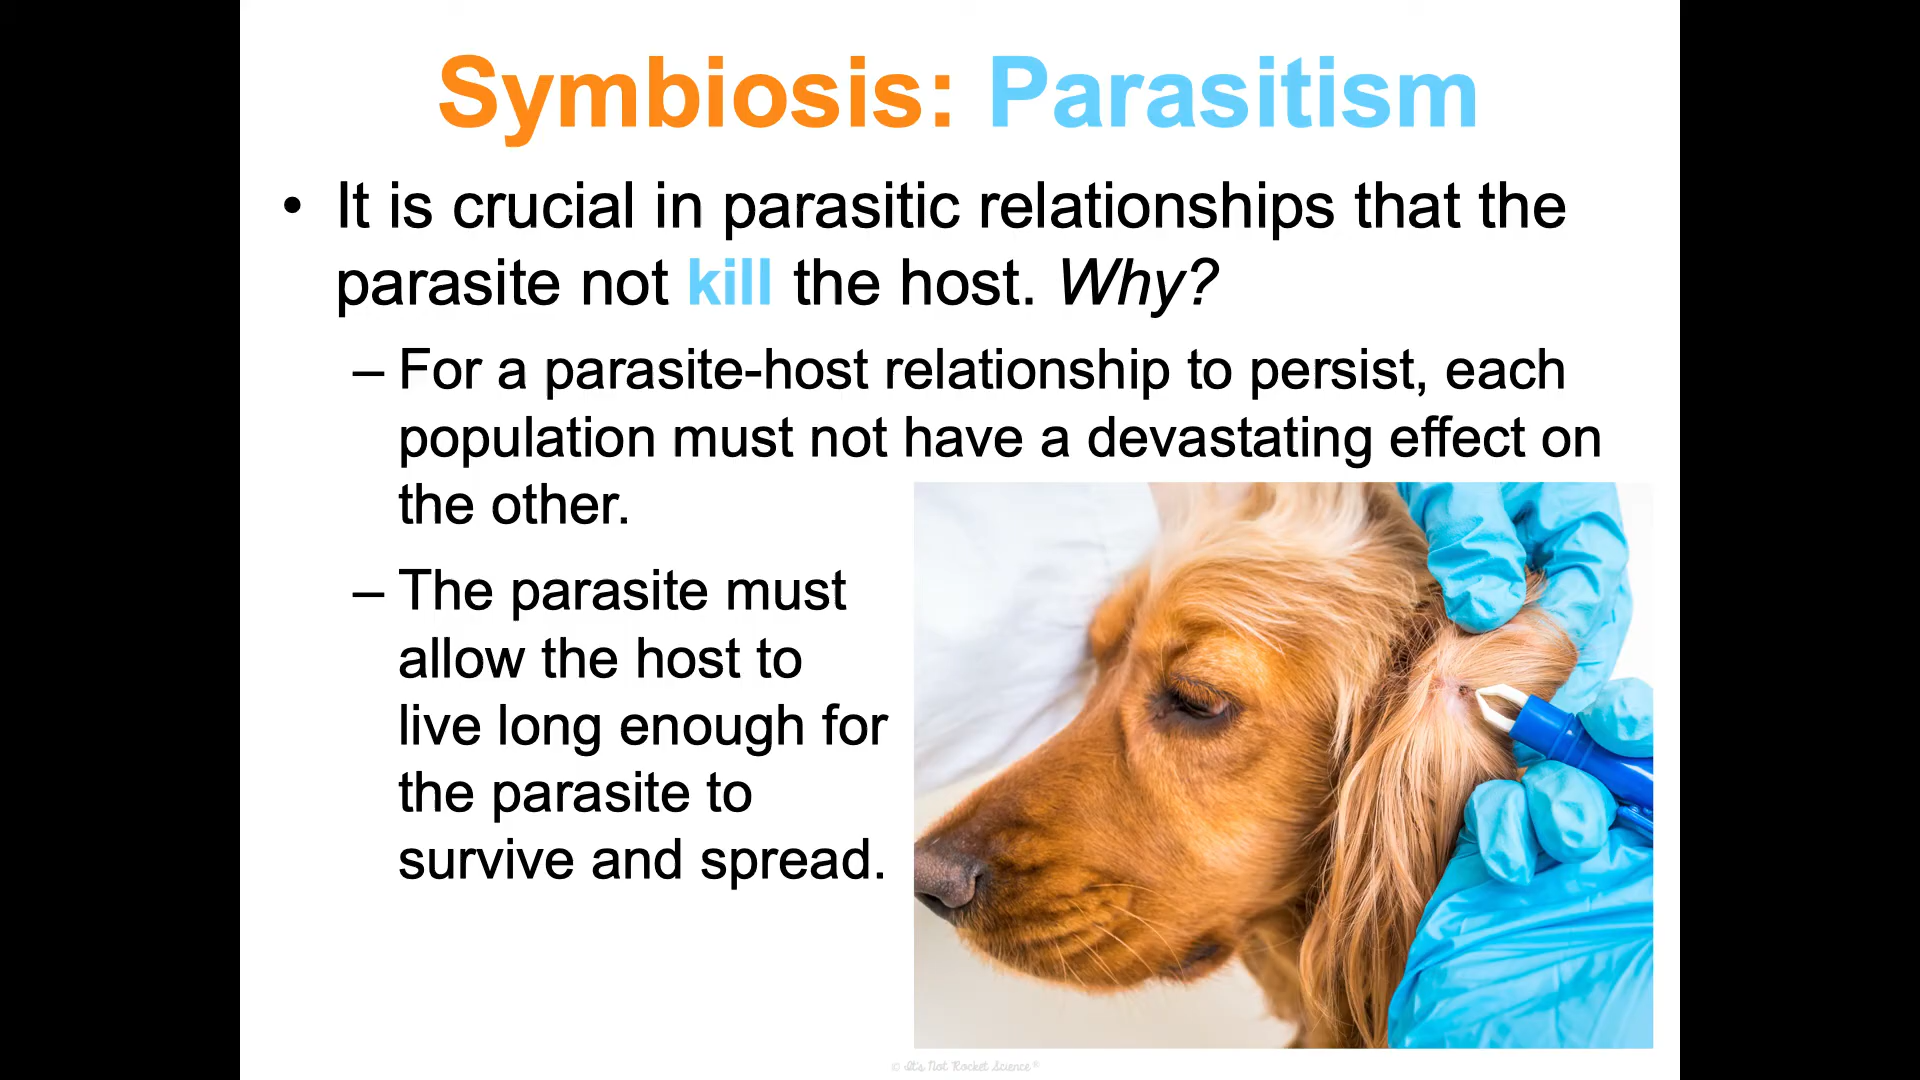 Symbiosis: Parasitism
• It is crucial in parasitic relationships that the
parasite not kill the host. Why?
– For a parasite-host relationship to persist, each
population must not have a devastating effect on
the other.
– The parasite must
allow the host to
live long enough for
the parasite to
survive and spread.
© It's Not Rocket Science®